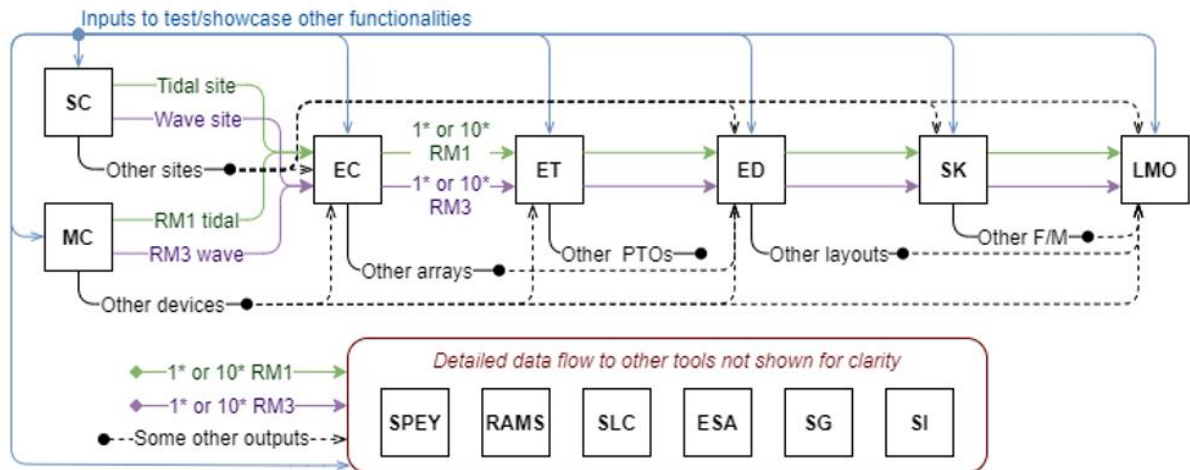 Inputs to test/showcase other functionalities
SC
Tidal site
Wave site
Other sites
MC
RM1 tidal
RM3 wave
Other devices
EC
1* or 10*
RM1
1* or 10*
RM3
Other arrays
ET
Other PTOs
ED
Other layouts
SK
Other F/M
LMO
1* or 10* RM1
1* or 10* RM3
Some other outputs
Detailed data flow to other tools not shown for clarity
SPEY
RAMS
SLC
ESA
SG
SI